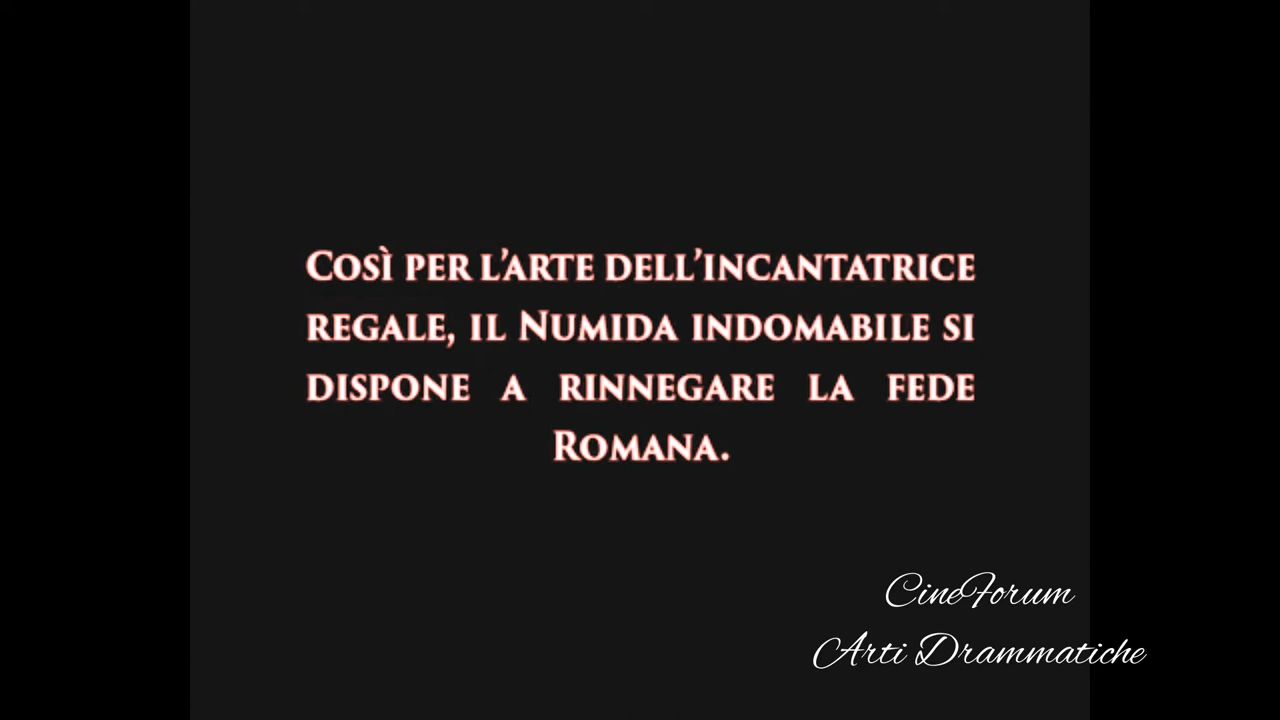 Così per l'arte dell'incantatrice
regale, il Numida indomabile si
dispone a rinnegare la fede
Romana.
CineForum
Arti Drammatiche